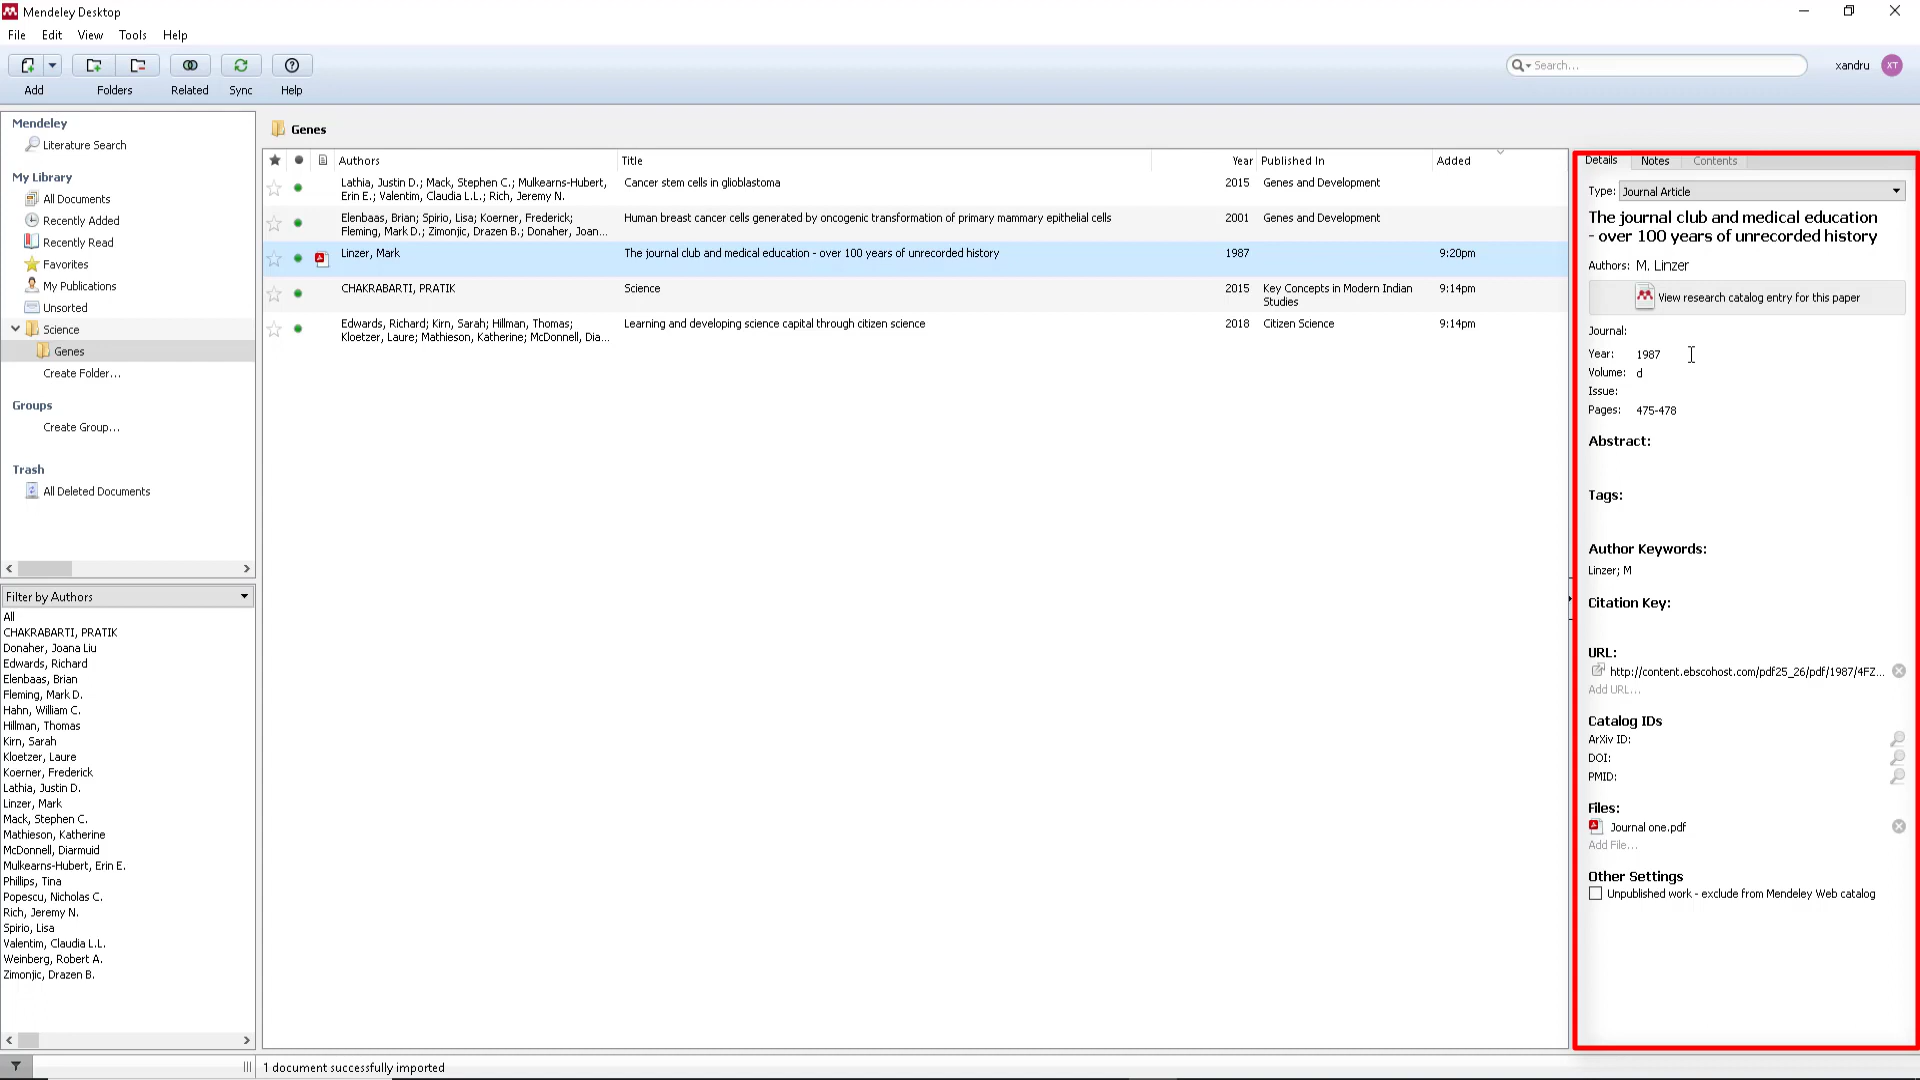 Mendeley Desktop
File Edit View Tools Help
Search...
xandru XT
Add Folders Related Sync Help
Mendeley
Literature Search
My Library
All Documents
Recently Added
Recently Read
Favorites
My Publications
Unsorted
Science
Genes
Create Folder...
Groups
Create Group...
Trash
All Deleted Documents
Filter by Authors
All
CHAKRABARTI, PRATIK
Donaher, Joana Liu
Edwards, Richard
Elenbaas, Brian
Fleming, Mark D.
Hahn, William C.
Hillman, Thomas
Kirn, Sarah
Kloetzer, Laure
Koerner, Frederick
Lathia, Justin D.
Linzer, Mark
Mack, Stephen C.
Mathieson, Katherine
McDonnell, Diarmuid
Mulkearns-Hubert, Erin E.
Phillips, Tina
Popescu, Nicholas C.
Rich, Jeremy N.
Spirio, Lisa
Valentim, Claudia L.L.
Weinberg, Robert A.
Zimonjic, Drazen B.
Genes
Authors Title Year Published In Added
Lathia, Justin D.; Mack, Stephen C.; Mulkearns-Hubert, Cancer stem cells in glioblastoma 2015 Genes and Development
Erin E.; Valentim, Claudia L.L.; Rich, Jeremy N.
Elenbaas, Brian; Spirio, Lisa; Koerner, Frederick; Human breast cancer cells generated by oncogenic transformation of primary mammary epithelial cells 2001 Genes and Development
Fleming, Mark D.; Zimonjic, Drazen B.; Donaher, Joan...
Linzer, Mark The journal club and medical education - over 100 years of unrecorded history 1987 9:20pm
CHAKRABARTI, PRATIK Science 2015 Key Concepts in Modern Indian 9:14pm
Studies
Edwards, Richard; Kirn, Sarah; Hillman, Thomas; Learning and developing science capital through citizen science 2018 Citizen Science 9:14pm
Kloetzer, Laure; Mathieson, Katherine; McDonnell, Dia...
Details Notes Contents
Type: Journal Article
The journal club and medical education
- over 100 years of unrecorded history
Authors: M. Linzer
View research catalog entry for this paper
Journal:
Year: 1987
Volume: d
Issue:
Pages: 475-478
Abstract:
Tags:
Author Keywords:
Linzer; M
Citation Key:
URL:
http://content.ebscohost.com/pdf25_26/pdf/1987/4FZ...
Add URL...
Catalog IDs
ArXiv ID:
DOI:
PMID:
Files:
Journal one.pdf
Add File...
Other Settings
Unpublished work - exclude from Mendeley Web catalog
1 document successfully imported